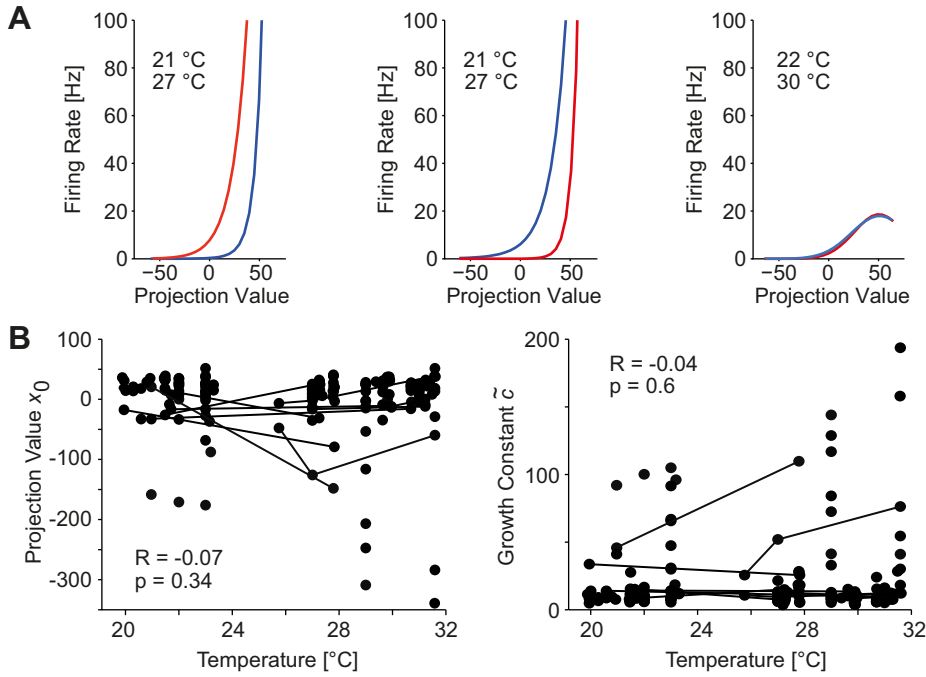 A
100
80
60
40
20
0
Firing Rate [Hz]
21 °C
27 °C
−50 0 50
Projection Value
100
80
60
40
20
0
Firing Rate [Hz]
21 °C
27 °C
−50 0 50
Projection Value
100
80
60
40
20
0
Firing Rate [Hz]
22 °C
30 °C
−50 0 50
Projection Value
B
100
0
-100
-200
-300
Projection Value x0
R = -0.07
p = 0.34
20 24 28 32
Temperature [°C]
200
100
0
Growth Constant c̃
R = -0.04
p = 0.6
20 24 28 32
Temperature [°C]